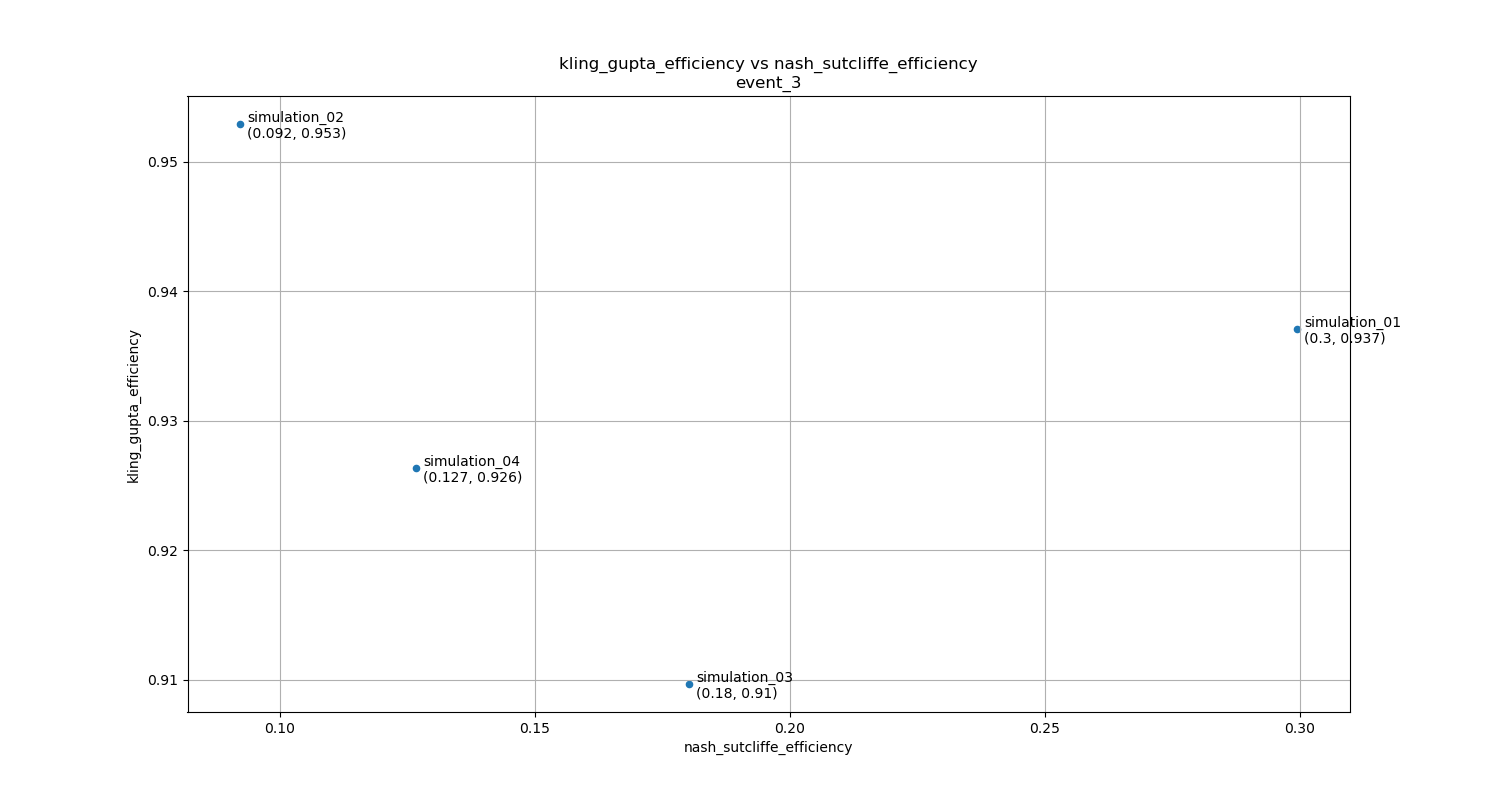 kling_gupta_efficiency vs nash_sutcliffe_efficiency
event_3
simulation_02
(0.092, 0.953)
0.95
0.94
simulation_01
(0.3, 0.937)
kling_gupta_efficiency
0.93
simulation_04
(0.127, 0.926)
0.92
simulation_03
(0.18, 0.91)
0.91
0.10
0.15
0.20
0.25
0.30
nash_sutcliffe_efficiency